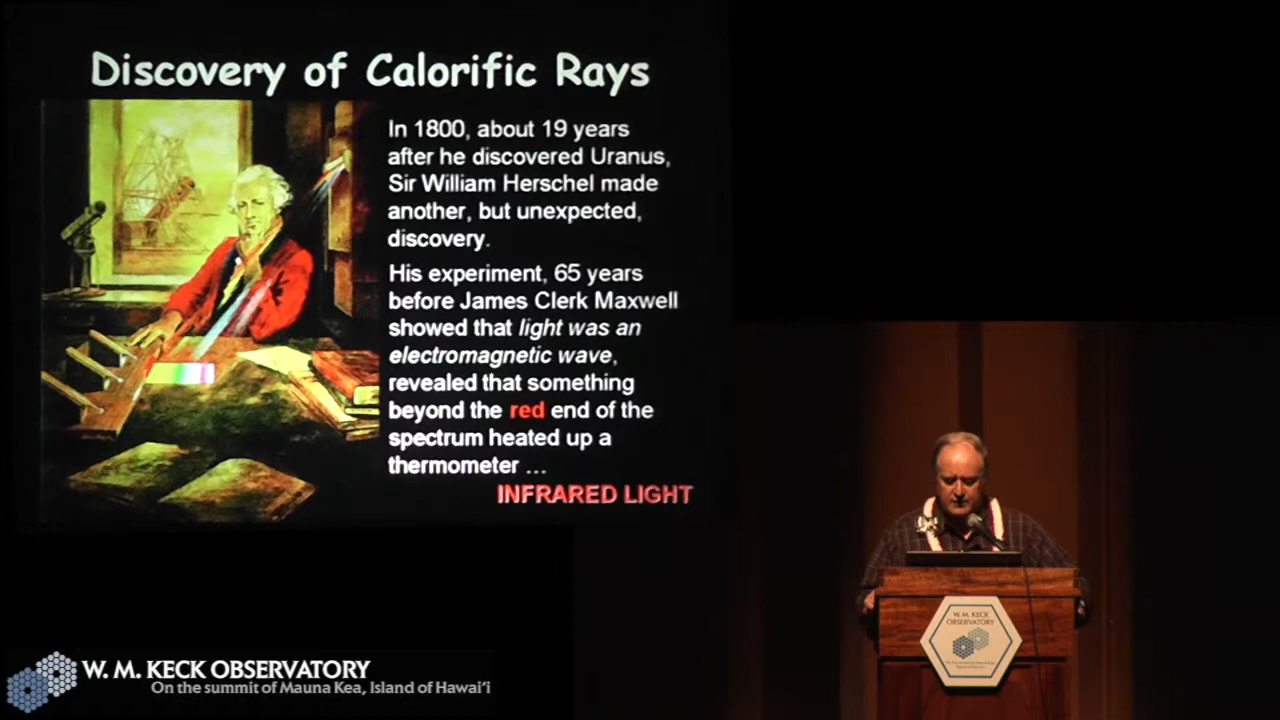 Discovery of Calorific Rays
In 1800, about 19 years
after he discovered Uranus,
Sir William Herschel made
another, but unexpected,
discovery.
His experiment, 65 years
before James Clerk Maxwell
showed that light was an
electromagnetic wave,
revealed that something
beyond the red end of the
spectrum heated up a
thermometer ...
INFRARED LIGHT
W. M. KECK
OBSERVATORY
W. M. KECK OBSERVATORY
On the summit of Mauna Kea, Island of Hawai‘i